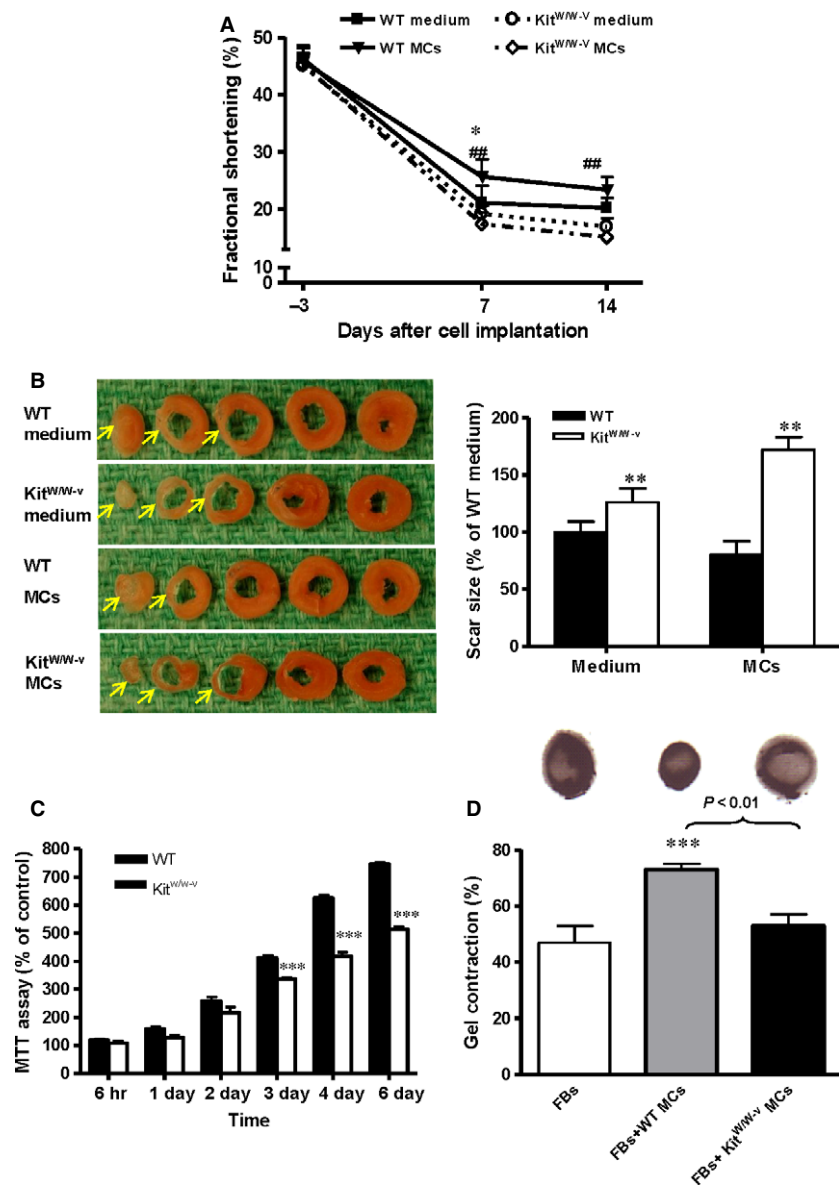 A
WT medium
Kit^W/W-V medium
WT MCs
Kit^W/W-V MCs
Fractional shortening (%)
50
40
30
20
10
0
*
##
##
–3
7
14
Days after cell implantation
B
WT
medium
Kit^W/W-v
medium
WT
MCs
Kit^W/W-v
MCs
WT
Kit^W/W-v
Scar size (% of WT medium)
200
150
100
50
0
**
**
Medium
MCs
C
WT
Kit^W/W-V
MTT assay (% of control)
800
700
600
500
400
300
200
100
0
***
***
***
6 hr
1 day
2 day
3 day
4 day
6 day
Time
D
P < 0.01
***
Gel contraction (%)
80
60
40
20
0
FBs
FBs+WT MCs
FBs+ Kit^W/W-v MCs